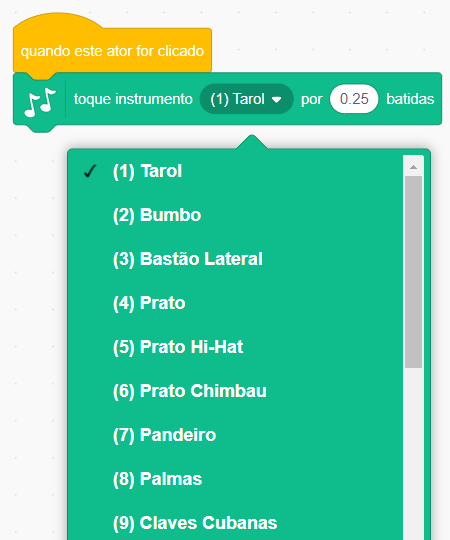 quando este ator for clicado
toque instrumento (1) Tarol por 0.25 batidas
(1) Tarol
(2) Bumbo
(3) Bastão Lateral
(4) Prato
(5) Prato Hi-Hat
(6) Prato Chimbau
(7) Pandeiro
(8) Palmas
(9) Claves Cubanas